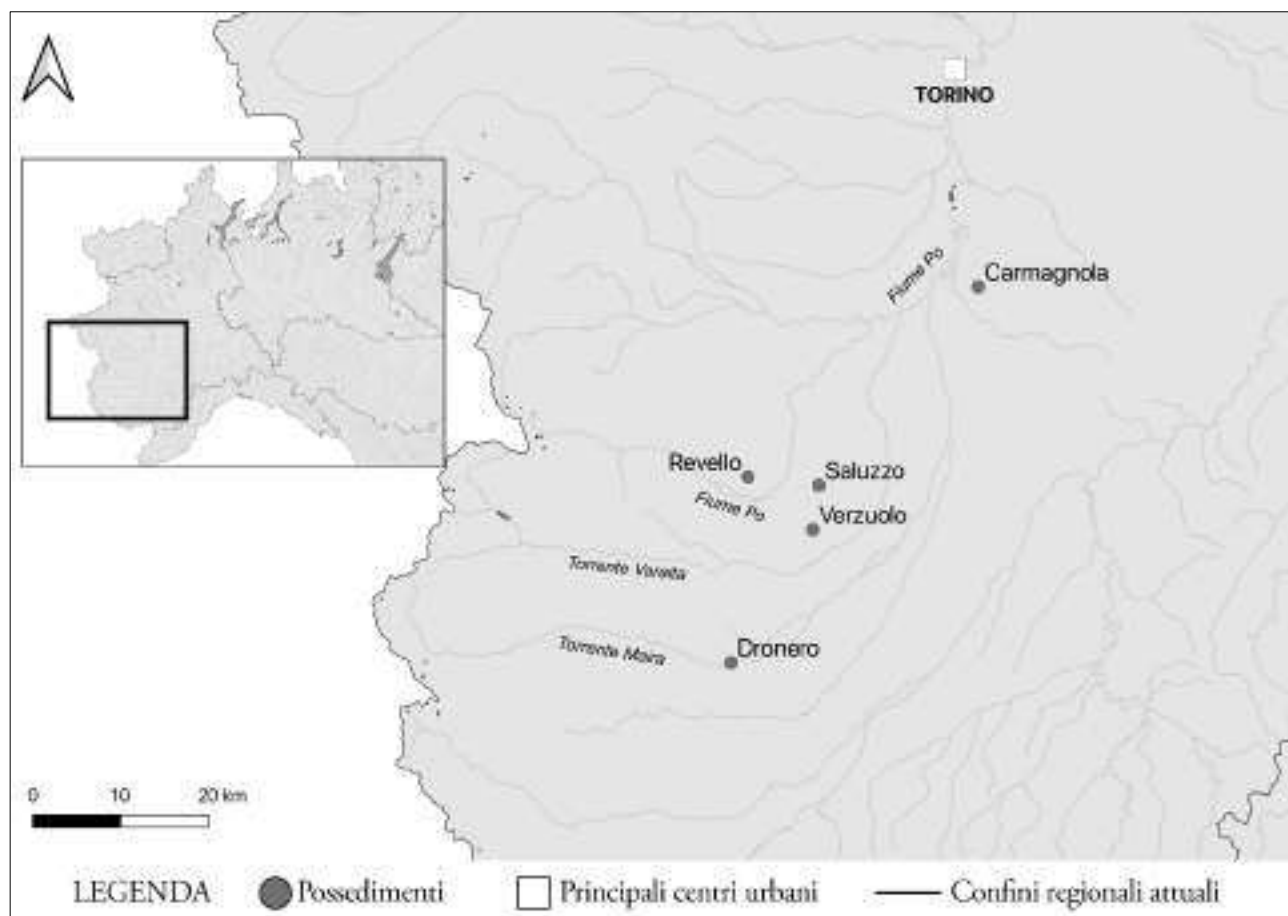 TORINO
Fiume Po
Carmagnola
Revello
Saluzzo
Fiume Po
Verzuolo
Torrente Varaita
Torrente Maira
Dronero
0 10 20 km
LEGENDA Possedimenti Principali centri urbani Confini regionali attuali